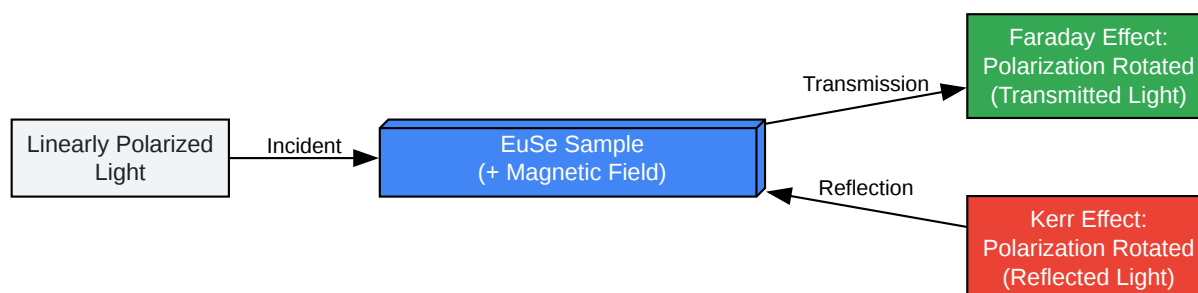 Linearly Polarized
Light
Incident
EuSe Sample
(+ Magnetic Field)
Transmission
Faraday Effect:
Polarization Rotated
(Transmitted Light)
Reflection
Kerr Effect:
Polarization Rotated
(Reflected Light)